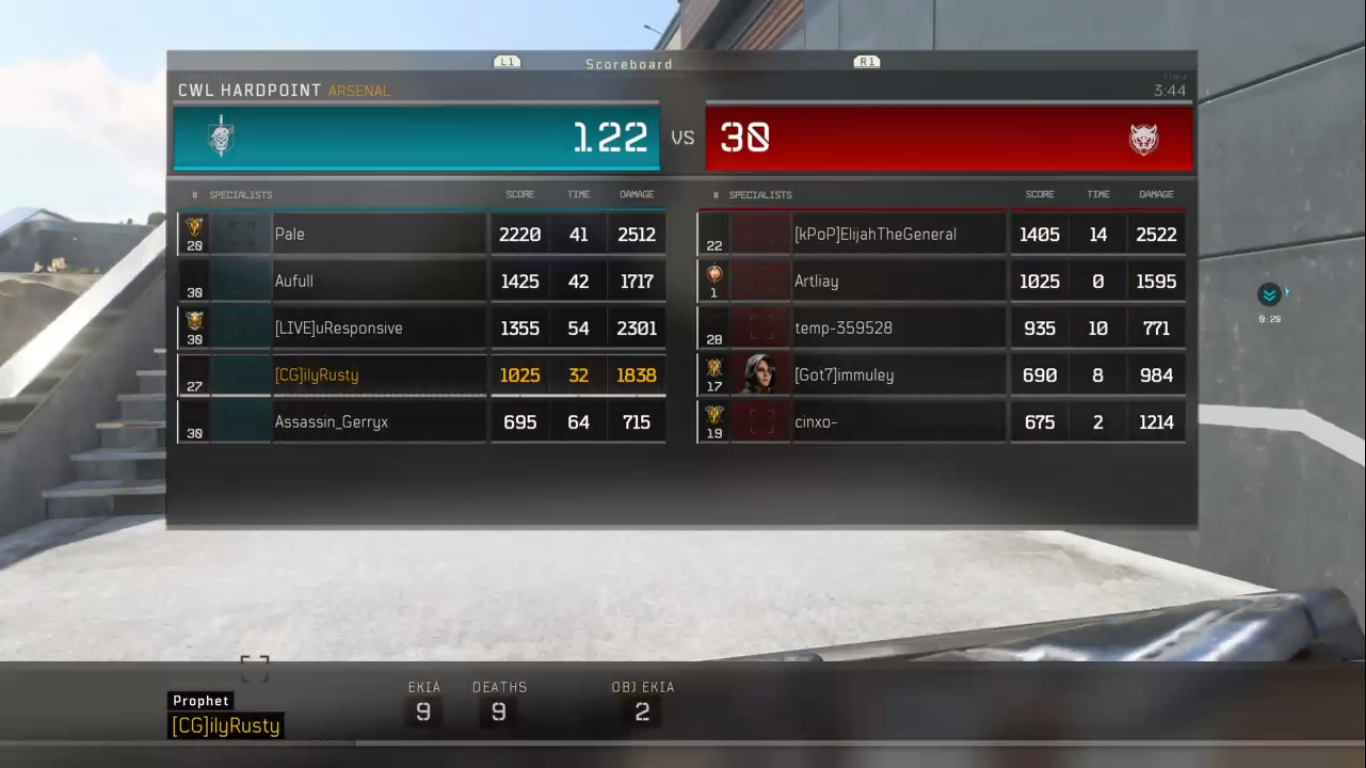 L1 Scoreboard R1
CWL HARDPOINT ARSENAL
Time
3:44
122 VS 30
# SPECIALISTS SCORE TIME DAMAGE
20 Pale 2220 41 2512
30 Aufull 1425 42 1717
30 [LIVE]uResponsive 1355 54 2301
27 [CG]ilyRusty 1025 32 1838
30 Assassin_Gerryx 695 64 715
# SPECIALISTS SCORE TIME DAMAGE
22 [kPoP]ElijahTheGeneral 1405 14 2522
1 Artliay 1025 0 1595
28 temp-359528 935 10 771
17 [Got7]immuley 690 8 984
19 cinxo- 675 2 1214
0:29
Prophet
[CG]ilyRusty
EKIA DEATHS OBJ EKIA
9 9 2